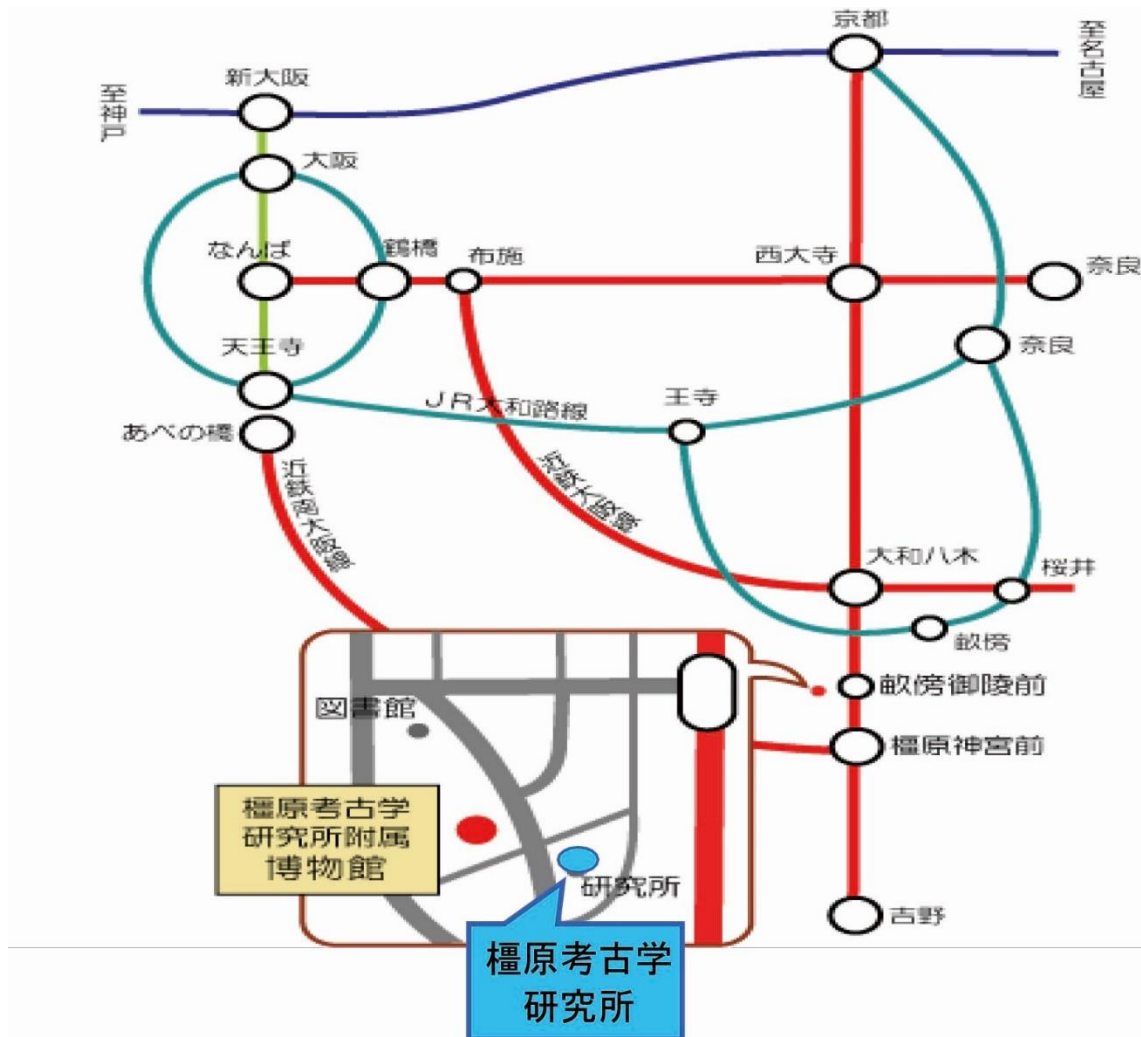 京都
至名古屋
新大阪
至神戸
大阪
なんば
鶴橋
布施
西大寺
奈良
天王寺
奈良
JR大和路線
王寺
あべの橋
近鉄南大阪線
近鉄大阪線
大和八木
桜井
畝傍
図書館
畝傍御陵前
橿原神宮前
橿原考古学
研究所附属
博物館
研究所
吉野
橿原考古学
研究所